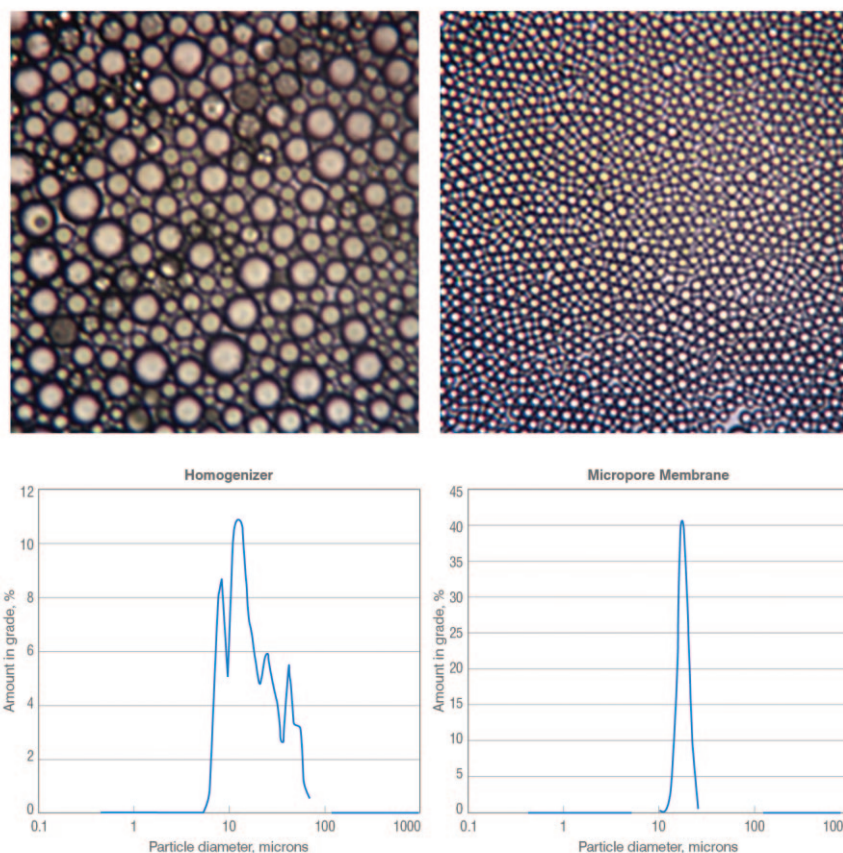 Homogenizer
12
10
8
6
4
2
0
0.1 1 10 100 1000
Amount in grade, %
Particle diameter, microns
Micropore Membrane
45
40
35
30
25
20
15
10
5
0
0.1 1 10 100 100
Amount in grade, %
Particle diameter, microns